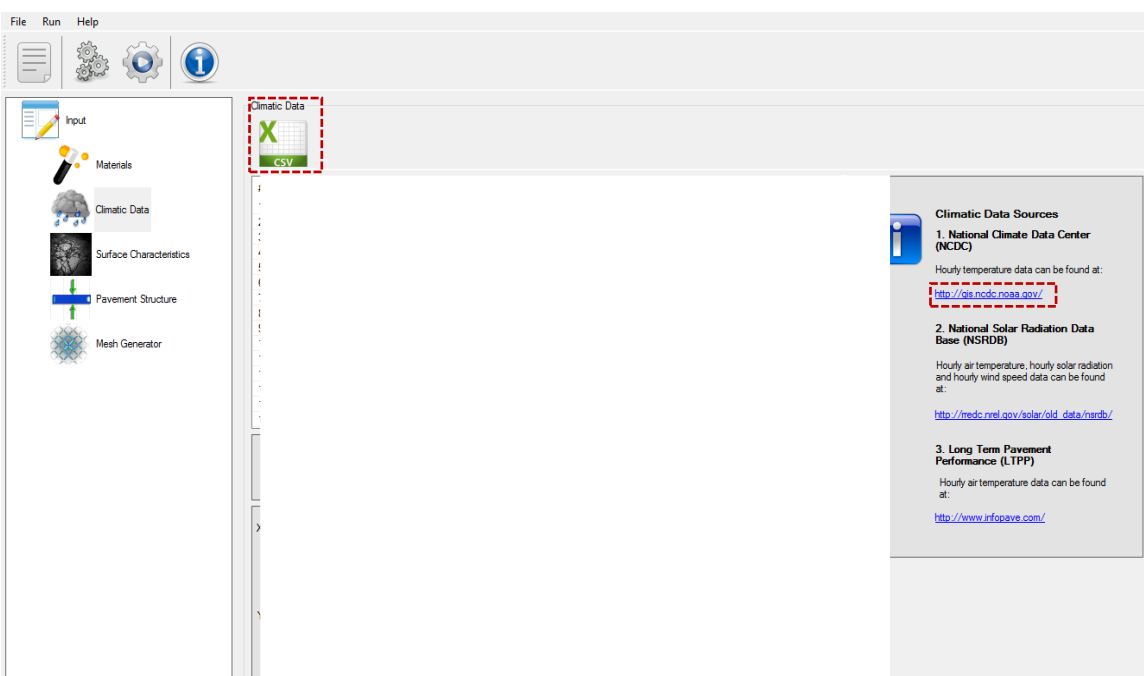 File Run Help
Input
Materials
Climatic Data
Surface Characteristics
Pavement Structure
Mesh Generator
Climatic Data
X
CSV
2
8
9
X
Climatic Data Sources
1. National Climate Data Center
(NCDC)
Hourly temperature data can be found at:
http://gis.ncdc.noaa.gov/
2. National Solar Radiation Data
Base (NSRDB)
Hourly air temperature, hourly solar radiation
and hourly wind speed data can be found
at:
http://rredc.nrel.gov/solar/old_data/nsrdb/
3. Long Term Pavement
Performance (LTPP)
Hourly air temperature data can be found
at:
http://www.infopave.com/